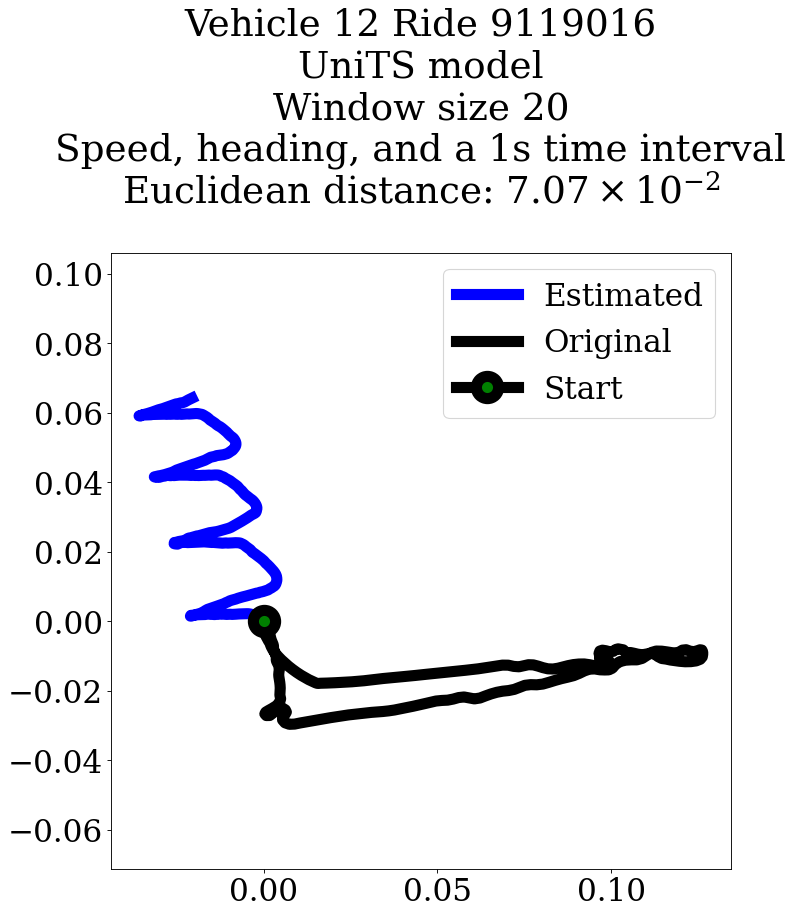 Vehicle 12 Ride 9119016
UniTS model
Window size 20
Speed, heading, and a 1s time interval
Euclidean distance: 7.07 × 10⁻²
Estimated
Original
Start
0.10
0.08
0.06
0.04
0.02
0.00
−0.02
−0.04
−0.06
0.00 0.05 0.10